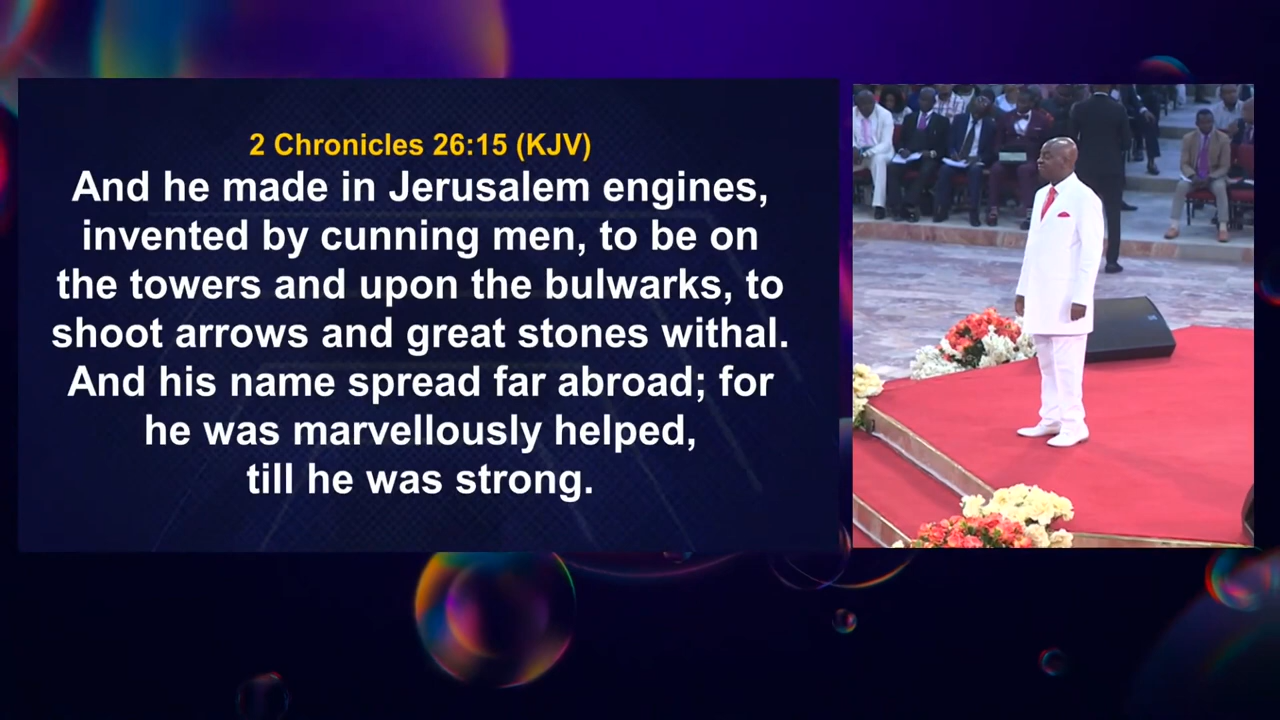 2 Chronicles 26:15 (KJV)
And he made in Jerusalem engines,
invented by cunning men, to be on
the towers and upon the bulwarks, to
shoot arrows and great stones withal.
And his name spread far abroad; for
he was marvellously helped,
till he was strong.